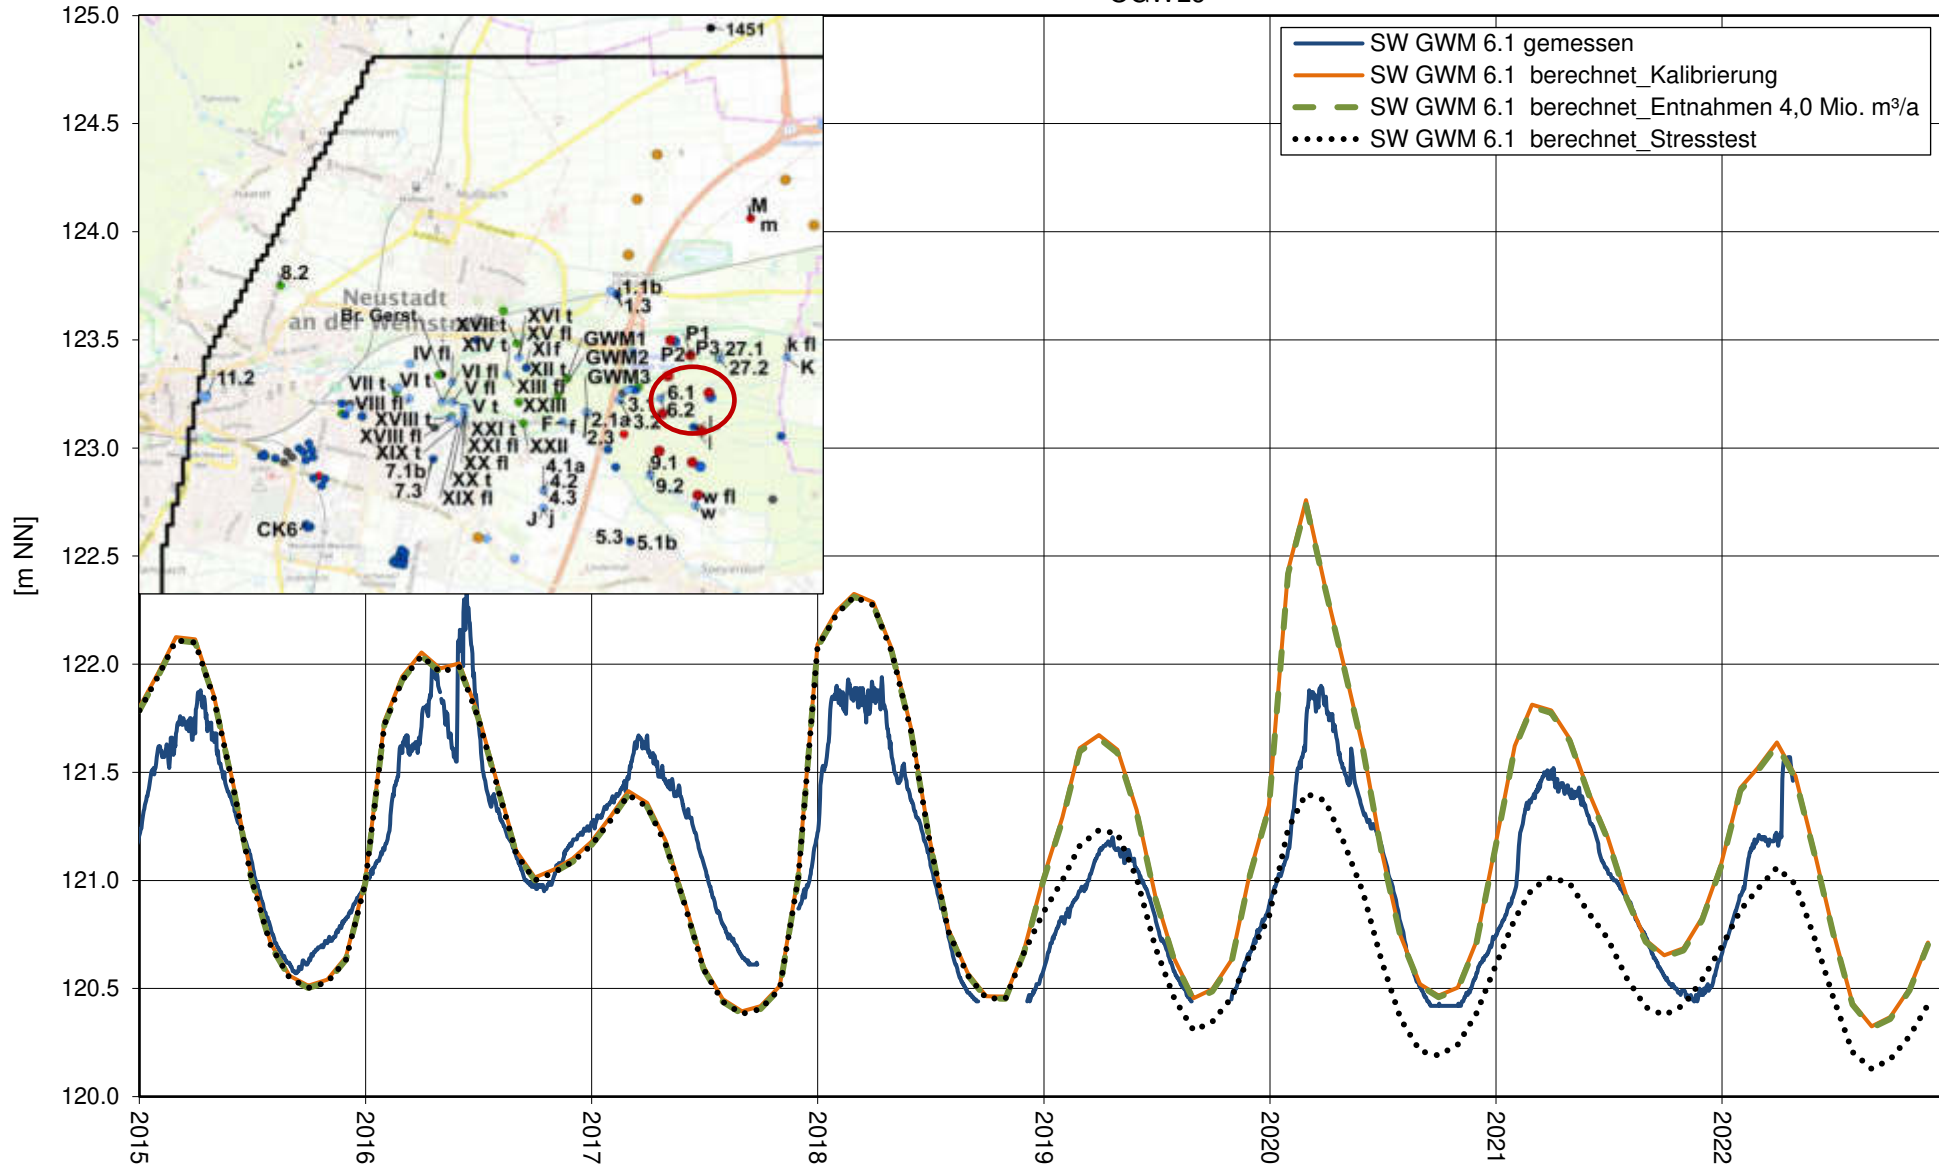 125.0
124.5
124.0
123.5
123.0
122.5
122.0
121.5
121.0
120.5
120.0
[m NN]
SW GWM 6.1 gemessen
SW GWM 6.1 berechnet_Kalibrierung
SW GWM 6.1 berechnet_Entnahmen 4,0 Mio. m³/a
SW GWM 6.1 berechnet_Stresstest
1451
M
m
8.2
Neustadt
an der Weinstraße
Br. Gerst.
1.1b
1.3
XVI t
XVII t
XV fl
XIV t
XI f
GWM1
GWM2
GWM3
P1
P2
P3
27.1
27.2
k fl
K
11.2
IV fl
VI fl
XII t
VII t
VI t
V fl
XIII fl
VIII fl
V t
XXIII
6.1
6.2
3.1
3.2
XVIII t
XVIII fl
XXI t
F
f
2.1a
2.3
XIX t
XXI fl
XXII
7.1b
XX fl
4.1a
9.1
7.3
XX t
4.2
9.2
XIX fl
4.3
w fl
w
J
j
CK6
5.3
5.1b
Speyerdorf
2015
2016
2017
2018
2019
2020
2021
2022